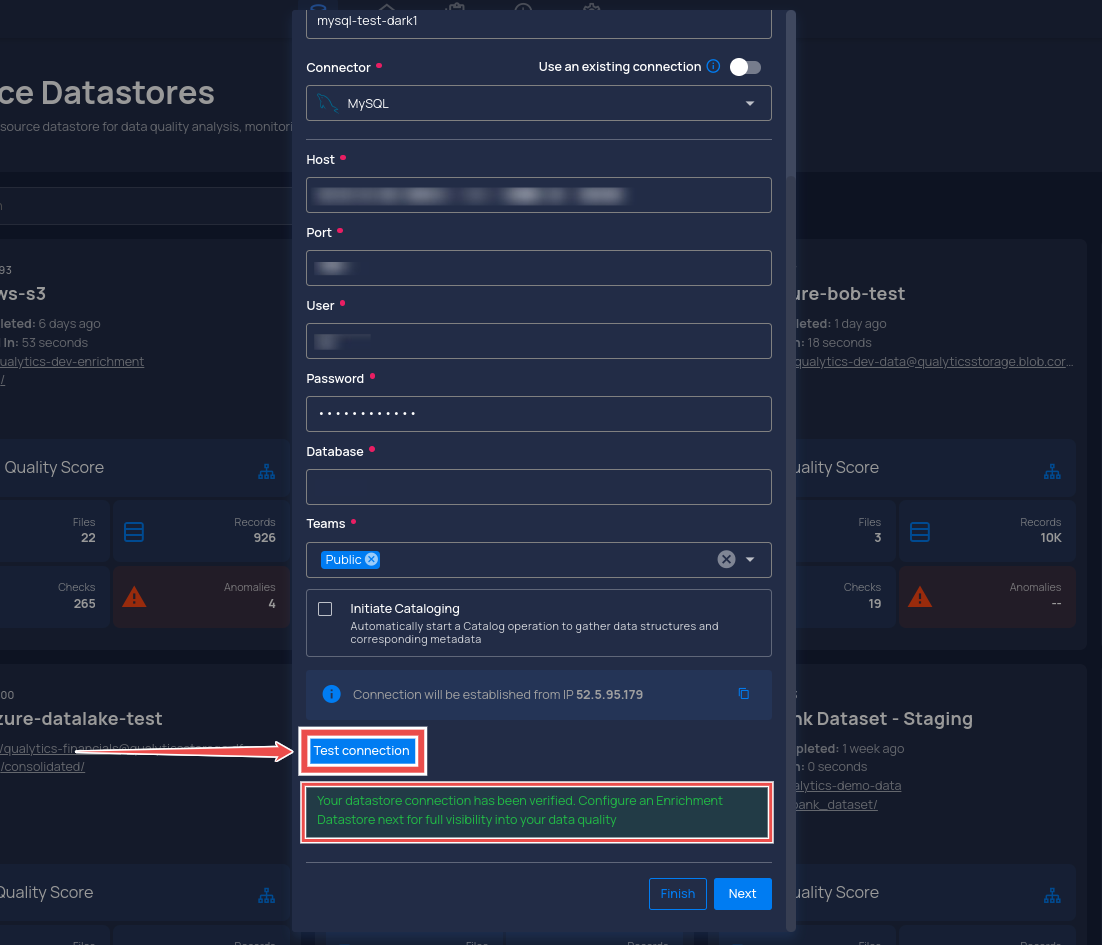 mysql-test-dark1
Connector
Use an existing connection
MySQL
Host
Port
User
Password
Database
Teams
Public
Initiate Cataloging
Automatically start a Catalog operation to gather data structures and
corresponding metadata
Connection will be established from IP 52.5.95.179
Test connection
Your datastore connection has been verified. Configure an Enrichment
Datastore next for full visibility into your data quality
Finish
Next
ce Datastores
source datastore for data quality analysis, monitori
93
ws-s3
leted: 6 days ago
In: 53 seconds
ualytics-dev-enrichment
/
Quality Score
Files
22
Records
926
Checks
265
Anomalies
4
00
zure-datalake-test
/consolidated/
Quality Score
Files
Records
Files
Records
ure-bob-test
leted: 1 day ago
n: 18 seconds
qualytics-dev-data@qualyticsstorage.blob.cor...
uality Score
Files
3
Records
10K
Checks
19
Anomalies
--
nk Dataset - Staging
pleted: 1 week ago
n: 0 seconds
alytics-demo-data
bank_dataset/
uality Score
Files
Records